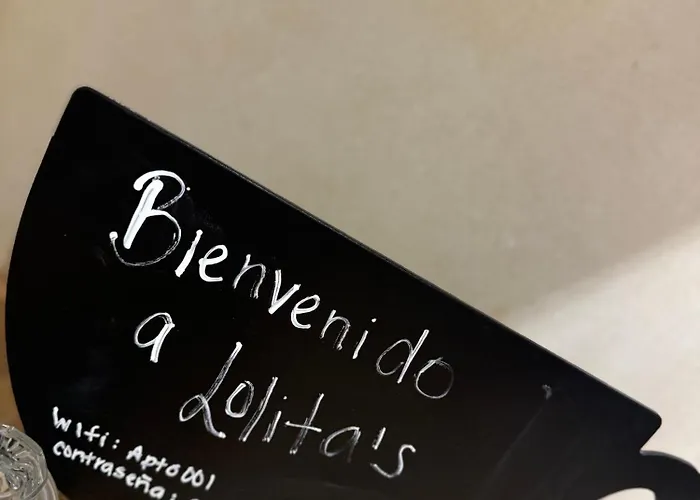 Bienvenido
a Lolita's
Wifi: Apto001
contraseña: